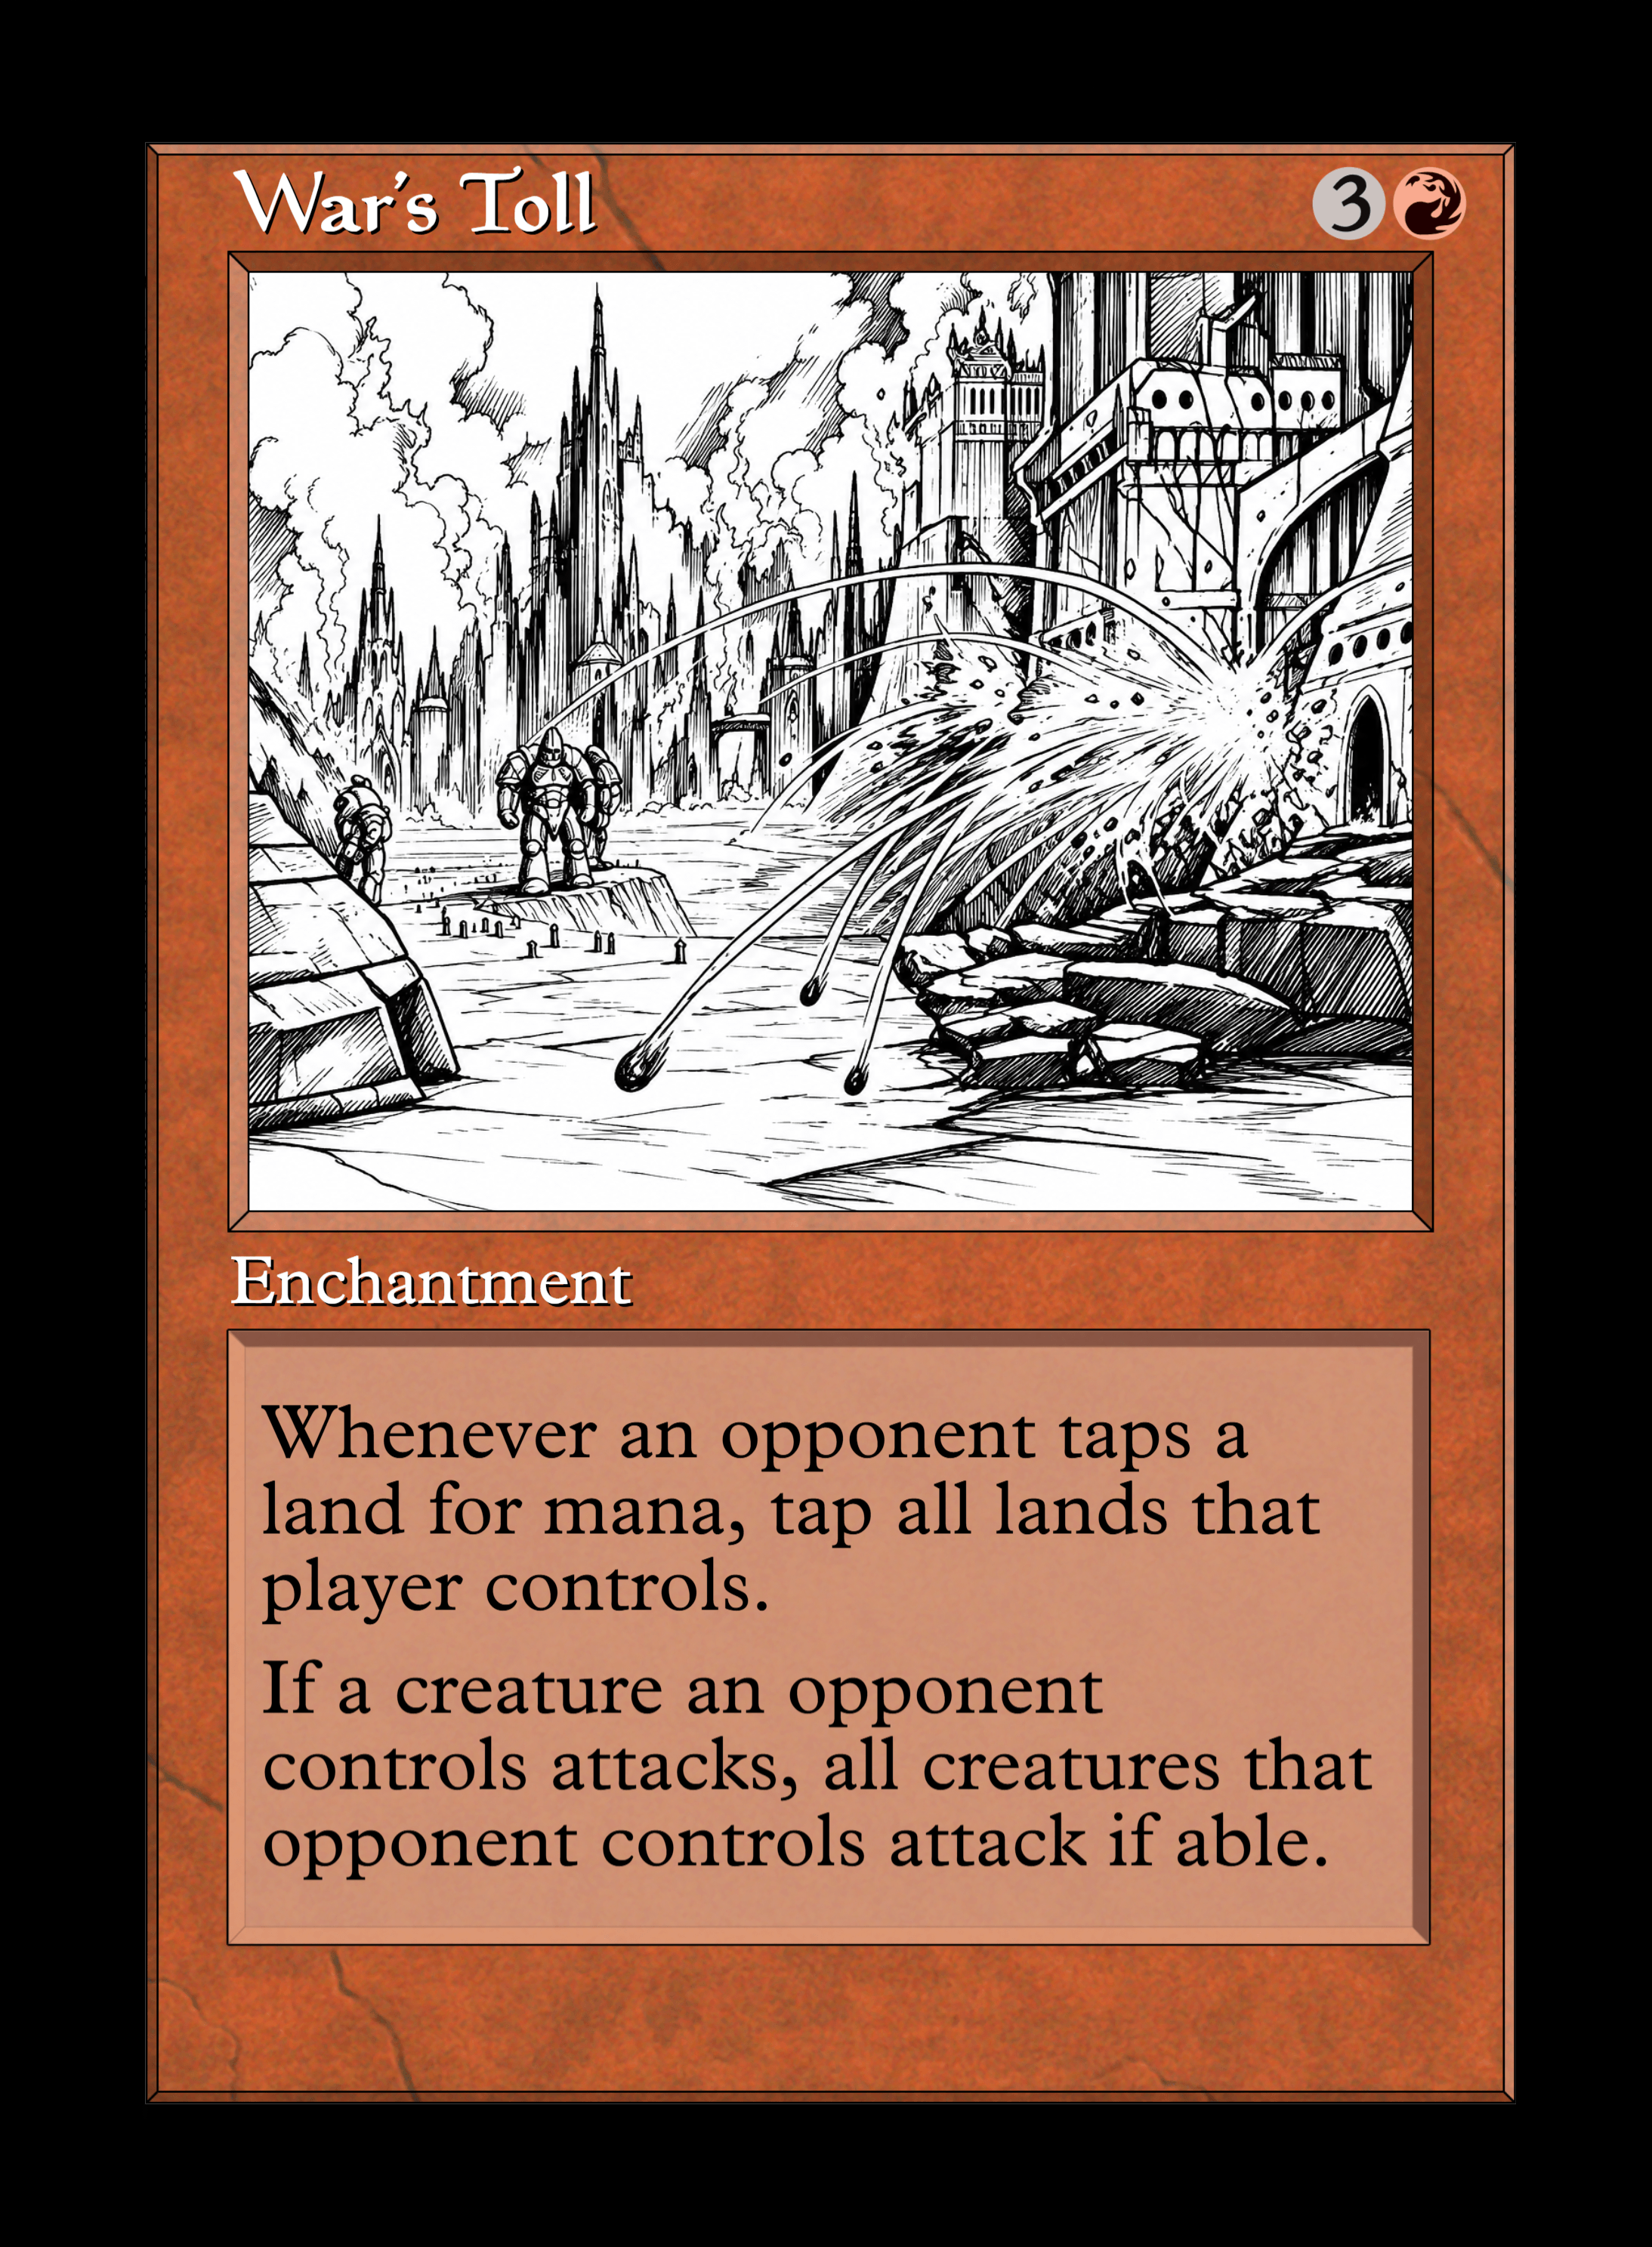 War's Toll
3
Enchantment
Whenever an opponent taps a
land for mana, tap all lands that
player controls.
If a creature an opponent
controls attacks, all creatures that
opponent controls attack if able.